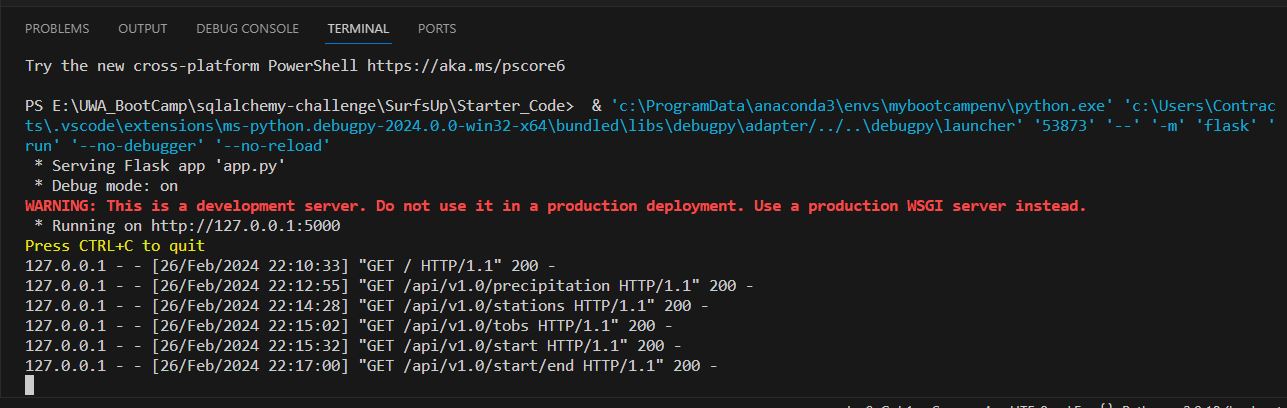 PROBLEMS OUTPUT DEBUG CONSOLE TERMINAL PORTS
Try the new cross-platform PowerShell https://aka.ms/pscore6
PS E:\UWA_BootCamp\sqlalchemy-challenge\SurfsUp\Starter_Code>  & 'c:\ProgramData\anaconda3\envs\mybootcampenv\python.exe' 'c:\Users\Contrac
ts\.vscode\extensions\ms-python.debugpy-2024.0.0-win32-x64\bundled\libs\debugpy\adapter/../..\debugpy\launcher' '53873' '--' '-m' 'flask' '
run' '--no-debugger' '--no-reload'
 * Serving Flask app 'app.py'
 * Debug mode: on
WARNING: This is a development server. Do not use it in a production deployment. Use a production WSGI server instead.
 * Running on http://127.0.0.1:5000
Press CTRL+C to quit
127.0.0.1 - - [26/Feb/2024 22:10:33] "GET / HTTP/1.1" 200 -
127.0.0.1 - - [26/Feb/2024 22:12:55] "GET /api/v1.0/precipitation HTTP/1.1" 200 -
127.0.0.1 - - [26/Feb/2024 22:14:28] "GET /api/v1.0/stations HTTP/1.1" 200 -
127.0.0.1 - - [26/Feb/2024 22:15:02] "GET /api/v1.0/tobs HTTP/1.1" 200 -
127.0.0.1 - - [26/Feb/2024 22:15:32] "GET /api/v1.0/start HTTP/1.1" 200 -
127.0.0.1 - - [26/Feb/2024 22:17:00] "GET /api/v1.0/start/end HTTP/1.1" 200 -